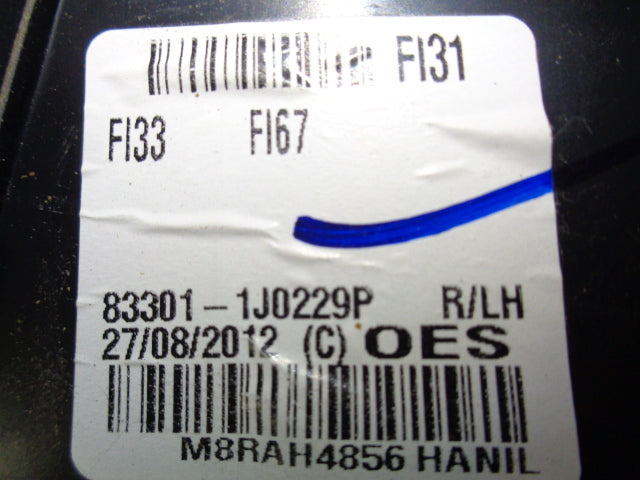 FI31
FI33 FI67
83301-1J0229P R/LH
27/08/2012 (C) OES
M8RAH4856 HANIL